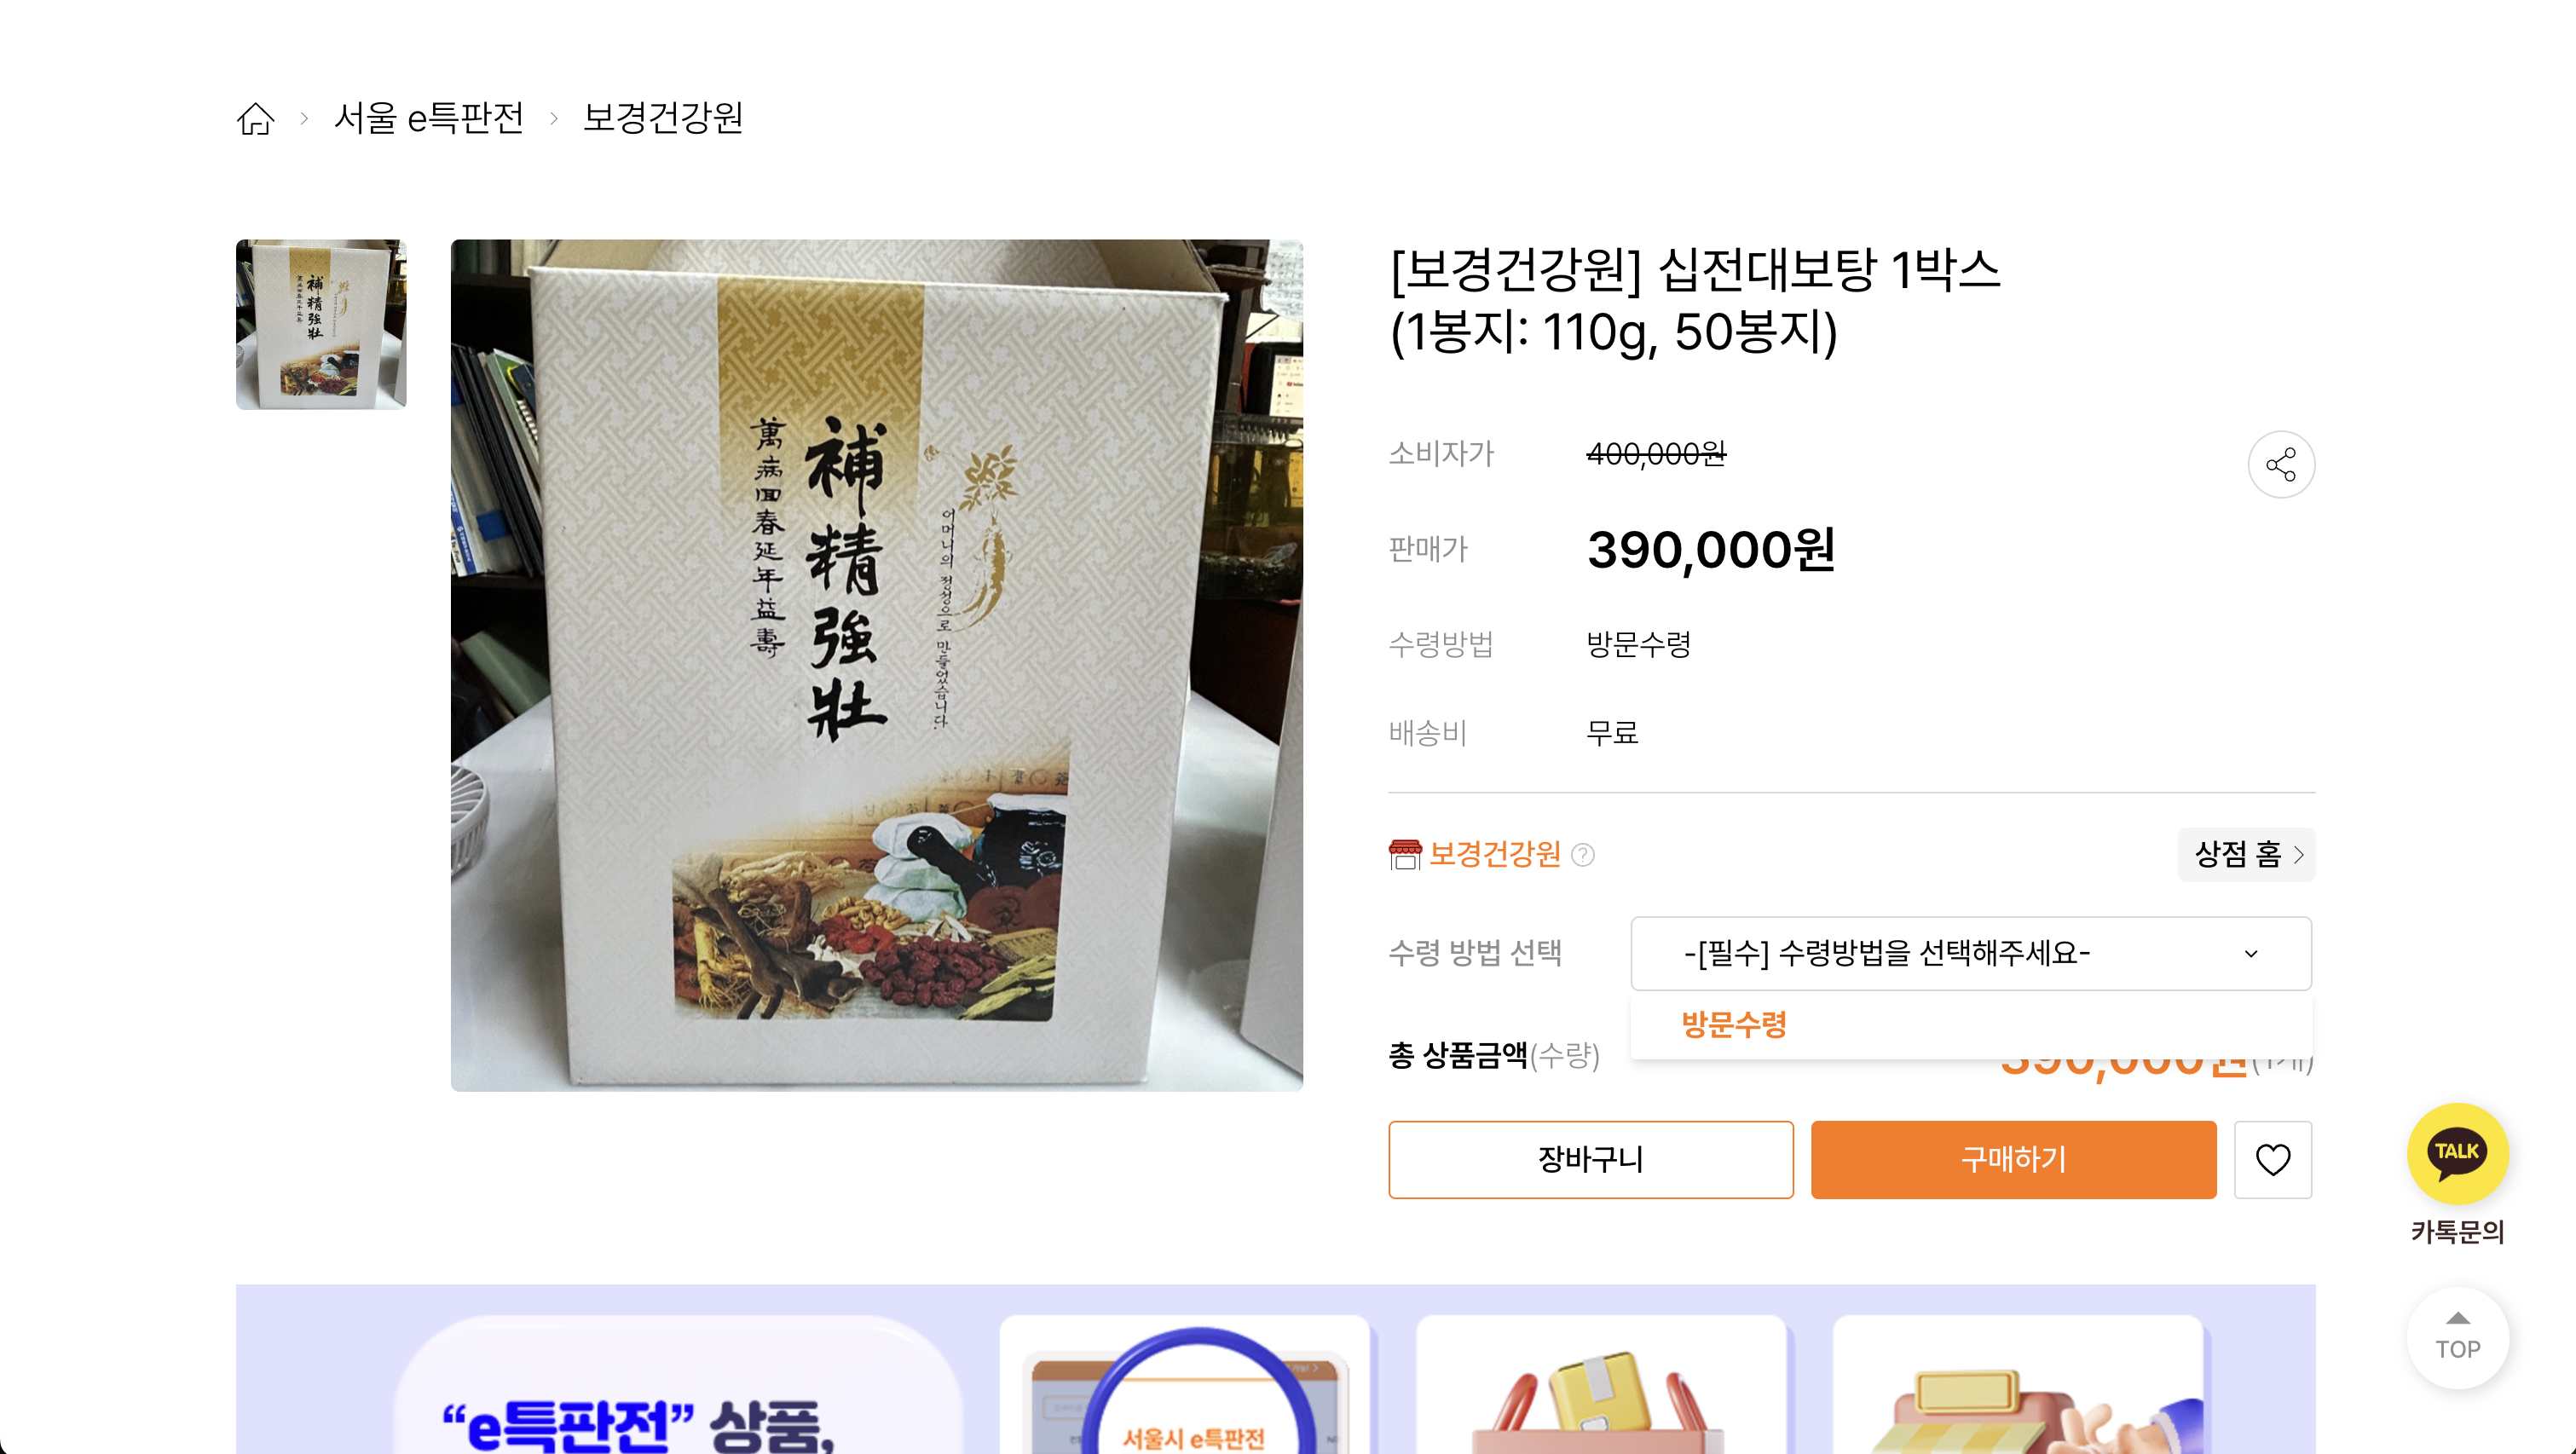 서울 e특판전
보경건강원
[보경건강원] 십전대보탕 1박스
(1봉지: 110g, 50봉지)
萬病回春延年益壽
補精強壯
어머니의 정성으로 만들었습니다.
소비자가 400,000원
판매가 390,000원
수령방법 방문수령
배송비 무료
보경건강원 ?
상점 홈
수령 방법 선택 -[필수] 수령방법을 선택해주세요-
방문수령
총 상품금액(수량) 390,000원(1개)
장바구니 구매하기
TALK
카톡문의
TOP
“e특판전” 상품,
서울시 e특판전